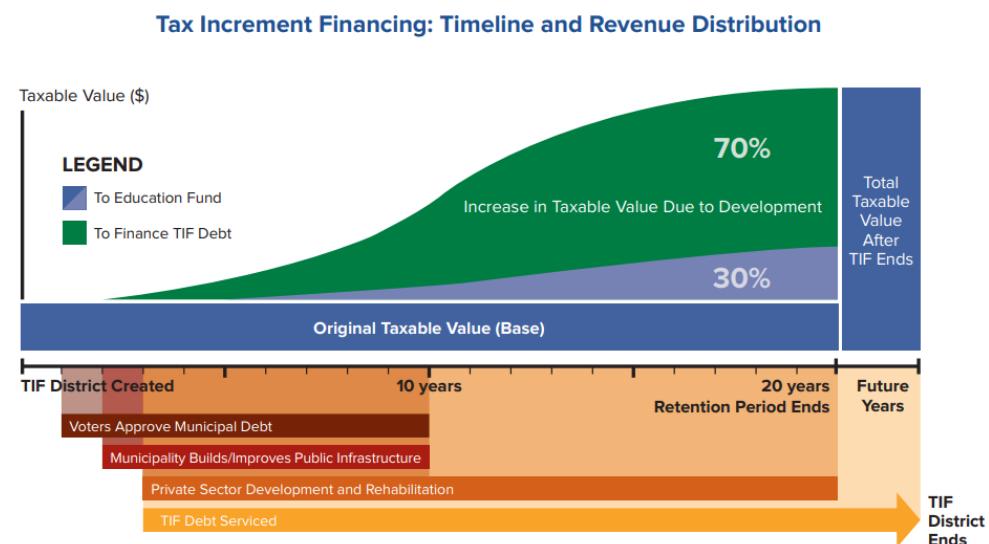 Tax Increment Financing: Timeline and Revenue Distribution
Taxable Value ($)
LEGEND
To Education Fund
To Finance TIF Debt
70%
Increase in Taxable Value Due to Development
30%
Total
Taxable
Value
After
TIF Ends
Original Taxable Value (Base)
TIF District Created
10 years
20 years
Retention Period Ends
Future
Years
Voters Approve Municipal Debt
Municipality Builds/Improves Public Infrastructure
Private Sector Development and Rehabilitation
TIF Debt Serviced
TIF
District
Ends